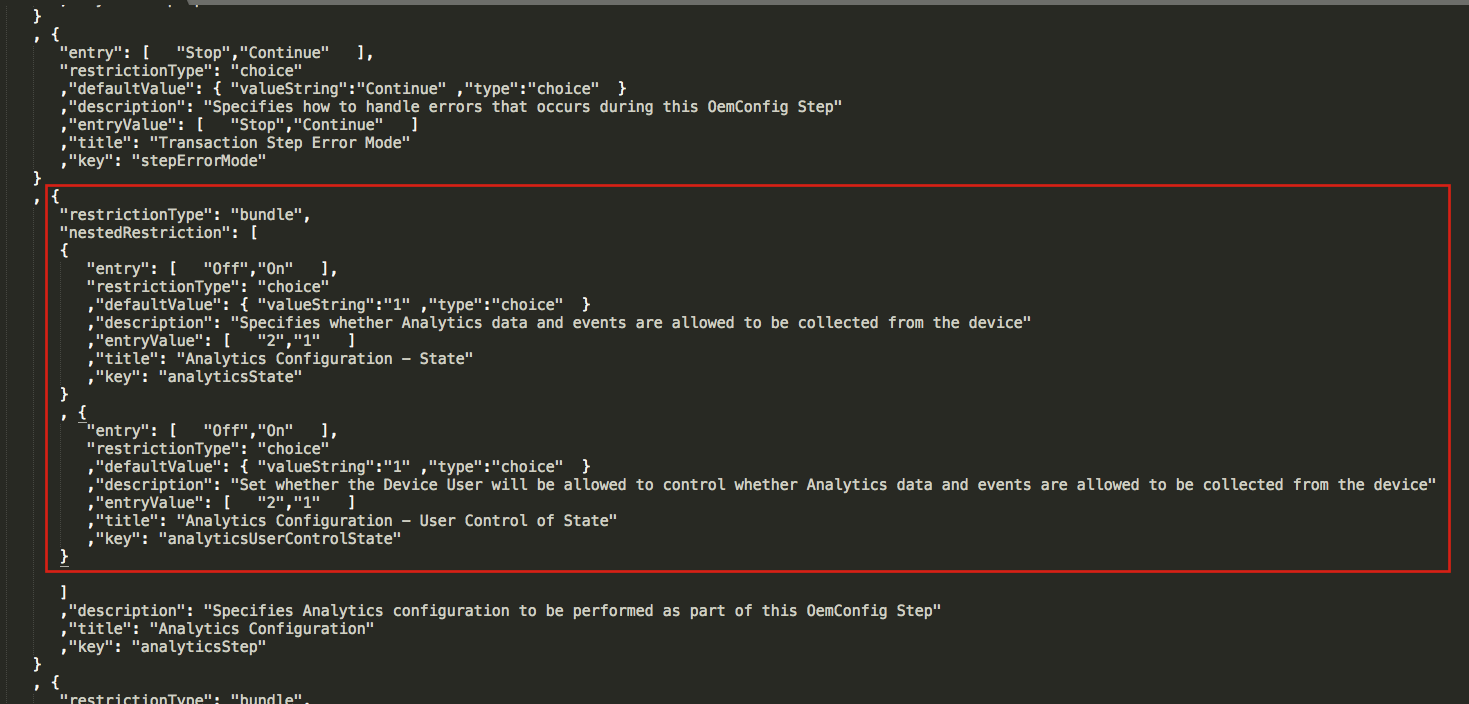 }
, {
"entry": [   "Stop","Continue"   ],
"restrictionType": "choice"
,"defaultValue": { "valueString":"Continue" ,"type":"choice"  }
,"description": "Specifies how to handle errors that occurs during this OemConfig Step"
,"entryValue": [   "Stop","Continue"   ]
,"title": "Transaction Step Error Mode"
,"key": "stepErrorMode"
}
, {
"restrictionType": "bundle",
"nestedRestriction": [
{
"entry": [   "Off","On"   ],
"restrictionType": "choice"
,"defaultValue": { "valueString":"1" ,"type":"choice"  }
,"description": "Specifies whether Analytics data and events are allowed to be collected from the device"
,"entryValue": [   "2","1"   ]
,"title": "Analytics Configuration – State"
,"key": "analyticsState"
}
, {
"entry": [   "Off","On"   ],
"restrictionType": "choice"
,"defaultValue": { "valueString":"1" ,"type":"choice"  }
,"description": "Set whether the Device User will be allowed to control whether Analytics data and events are allowed to be collected from the device"
,"entryValue": [   "2","1"   ]
,"title": "Analytics Configuration – User Control of State"
,"key": "analyticsUserControlState"
}
]
,"description": "Specifies Analytics configuration to be performed as part of this OemConfig Step"
,"title": "Analytics Configuration"
,"key": "analyticsStep"
}
, {
"restrictionType": "bundle",